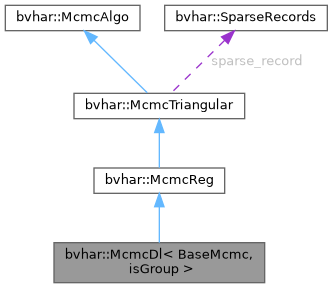 bvhar::McmcAlgo
bvhar::SparseRecords
sparse_record
bvhar::McmcTriangular
bvhar::McmcReg
bvhar::McmcDl< BaseMcmc,
isGroup >